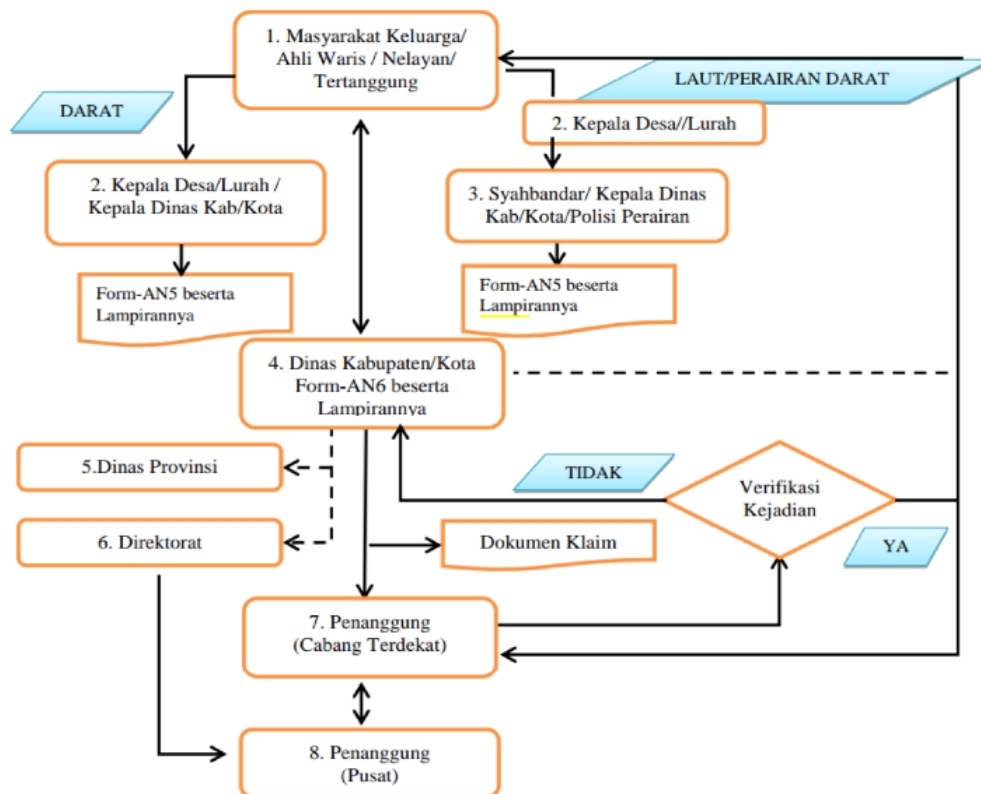 1. Masyarakat Keluarga/
Ahli Waris / Nelayan/
Tertanggung
LAUT/PERAIRAN DARAT
DARAT
2. Kepala Desa//Lurah
2. Kepala Desa/Lurah /
Kepala Dinas Kab/Kota
3. Syahbandar/ Kepala Dinas
Kab/Kota/Polisi Perairan
Form-AN5 beserta
Lampirannya
Form-AN5 beserta
Lampirannya
4. Dinas Kabupaten/Kota
Form-AN6 beserta
Lampirannya
5.Dinas Provinsi
TIDAK
Verifikasi
Kejadian
6. Direktorat
Dokumen Klaim
YA
7. Penanggung
(Cabang Terdekat)
8. Penanggung
(Pusat)